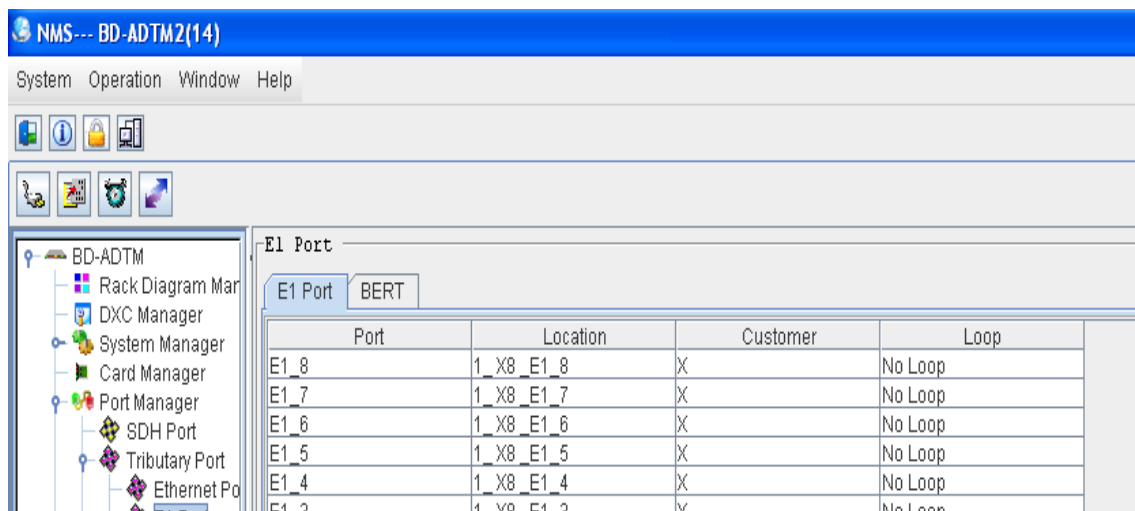 NMS--- BD-ADTM2(14)
System Operation Window Help
BD-ADTM
Rack Diagram Mar
DXC Manager
System Manager
Card Manager
Port Manager
SDH Port
Tributary Port
Ethernet Po
E1 Port
E1 Port BERT
Port Location Customer Loop
E1_8 1_X8_E1_8 X No Loop
E1_7 1_X8_E1_7 X No Loop
E1_6 1_X8_E1_6 X No Loop
E1_5 1_X8_E1_5 X No Loop
E1_4 1_X8_E1_4 X No Loop